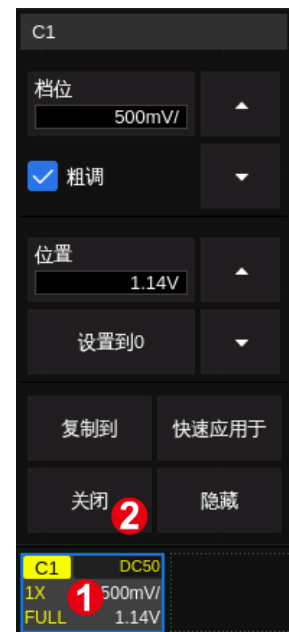 C1
档位
500mV/
粗调
位置
1.14V
设置到0
复制到 快速应用于
关闭 2 隐藏
C1 DC50
1X 1 500mV/
FULL 1.14V